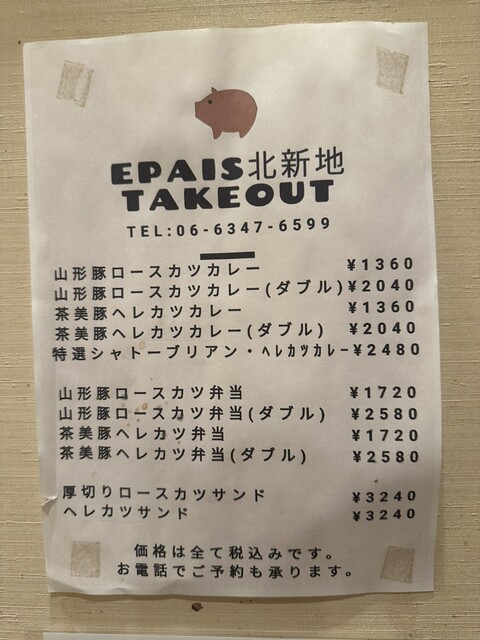 EPAIS北新地
TAKEOUT
TEL:06-6347-6599
山形豚ロースカツカレー ¥1360
山形豚ロースカツカレー(ダブル) ¥2040
茶美豚ヘレカツカレー ¥1360
茶美豚ヘレカツカレー(ダブル) ¥2040
特選シャトーブリアン・ヘレカツカレー ¥2480
山形豚ロースカツ弁当 ¥1720
山形豚ロースカツ弁当(ダブル) ¥2580
茶美豚ヘレカツ弁当 ¥1720
茶美豚ヘレカツ弁当(ダブル) ¥2580
厚切りロースカツサンド ¥3240
ヘレカツサンド ¥3240
価格は全て税込みです。
お電話でご予約も承ります。